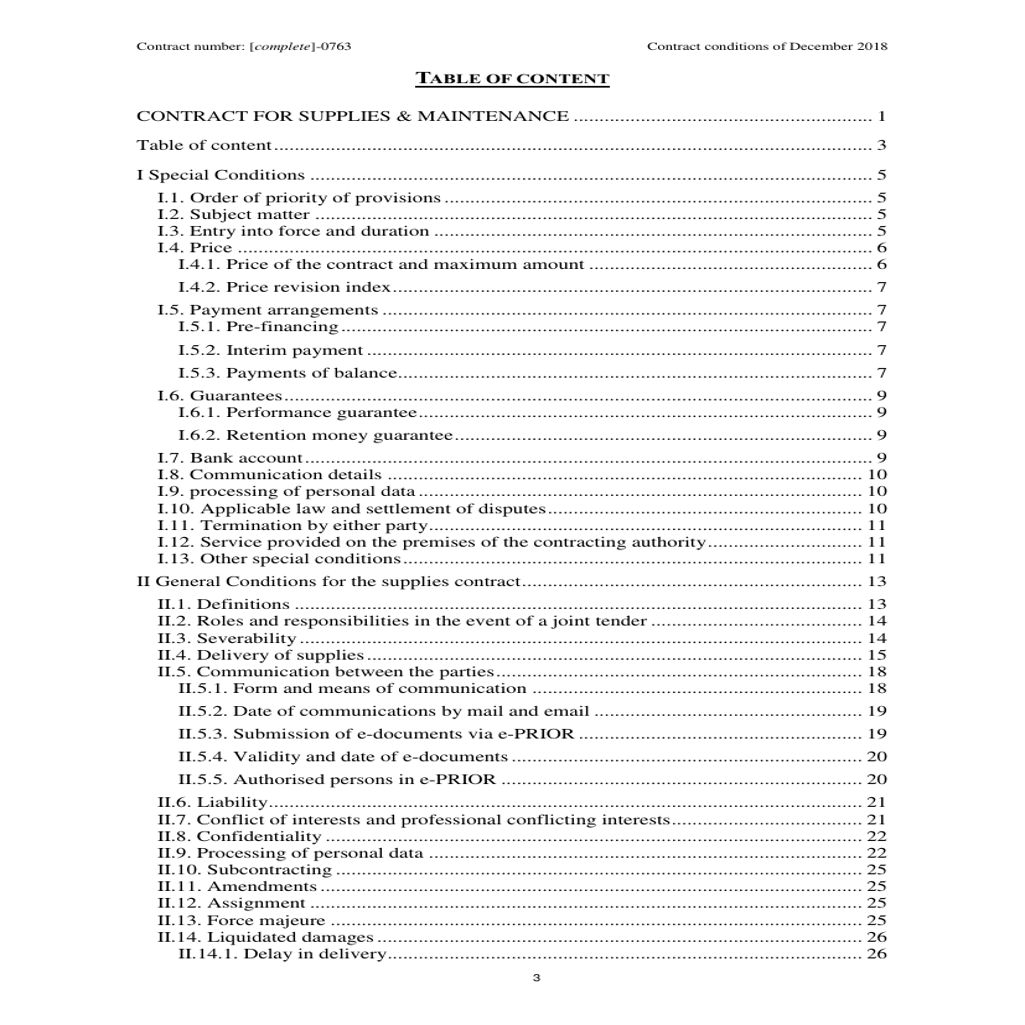 Contract number: [complete]-0763 Contract conditions of December 2018
TABLE OF CONTENT
CONTRACT FOR SUPPLIES & MAINTENANCE ........................................................ 1
Table of content ........................................................ 3
I Special Conditions ........................................................ 5
I.1. Order of priority of provisions ........................................................ 5
I.2. Subject matter ........................................................ 5
I.3. Entry into force and duration ........................................................ 5
I.4. Price ........................................................ 6
I.4.1. Price of the contract and maximum amount ........................................................ 6
I.4.2. Price revision index ........................................................ 7
I.5. Payment arrangements ........................................................ 7
I.5.1. Pre-financing ........................................................ 7
I.5.2. Interim payment ........................................................ 7
I.5.3. Payments of balance ........................................................ 7
I.6. Guarantees ........................................................ 9
I.6.1. Performance guarantee ........................................................ 9
I.6.2. Retention money guarantee ........................................................ 9
I.7. Bank account ........................................................ 9
I.8. Communication details ........................................................ 10
I.9. processing of personal data ........................................................ 10
I.10. Applicable law and settlement of disputes ........................................................ 10
I.11. Termination by either party ........................................................ 11
I.12. Service provided on the premises of the contracting authority ........................................................ 11
I.13. Other special conditions ........................................................ 11
II General Conditions for the supplies contract ........................................................ 13
II.1. Definitions ........................................................ 13
II.2. Roles and responsibilities in the event of a joint tender ........................................................ 14
II.3. Severability ........................................................ 14
II.4. Delivery of supplies ........................................................ 15
II.5. Communication between the parties ........................................................ 18
II.5.1. Form and means of communication ........................................................ 18
II.5.2. Date of communications by mail and email ........................................................ 19
II.5.3. Submission of e-documents via e-PRIOR ........................................................ 19
II.5.4. Validity and date of e-documents ........................................................ 20
II.5.5. Authorised persons in e-PRIOR ........................................................ 20
II.6. Liability ........................................................ 21
II.7. Conflict of interests and professional conflicting interests ........................................................ 21
II.8. Confidentiality ........................................................ 22
II.9. Processing of personal data ........................................................ 22
II.10. Subcontracting ........................................................ 25
II.11. Amendments ........................................................ 25
II.12. Assignment ........................................................ 25
II.13. Force majeure ........................................................ 25
II.14. Liquidated damages ........................................................ 26
II.14.1. Delay in delivery ........................................................ 26
3